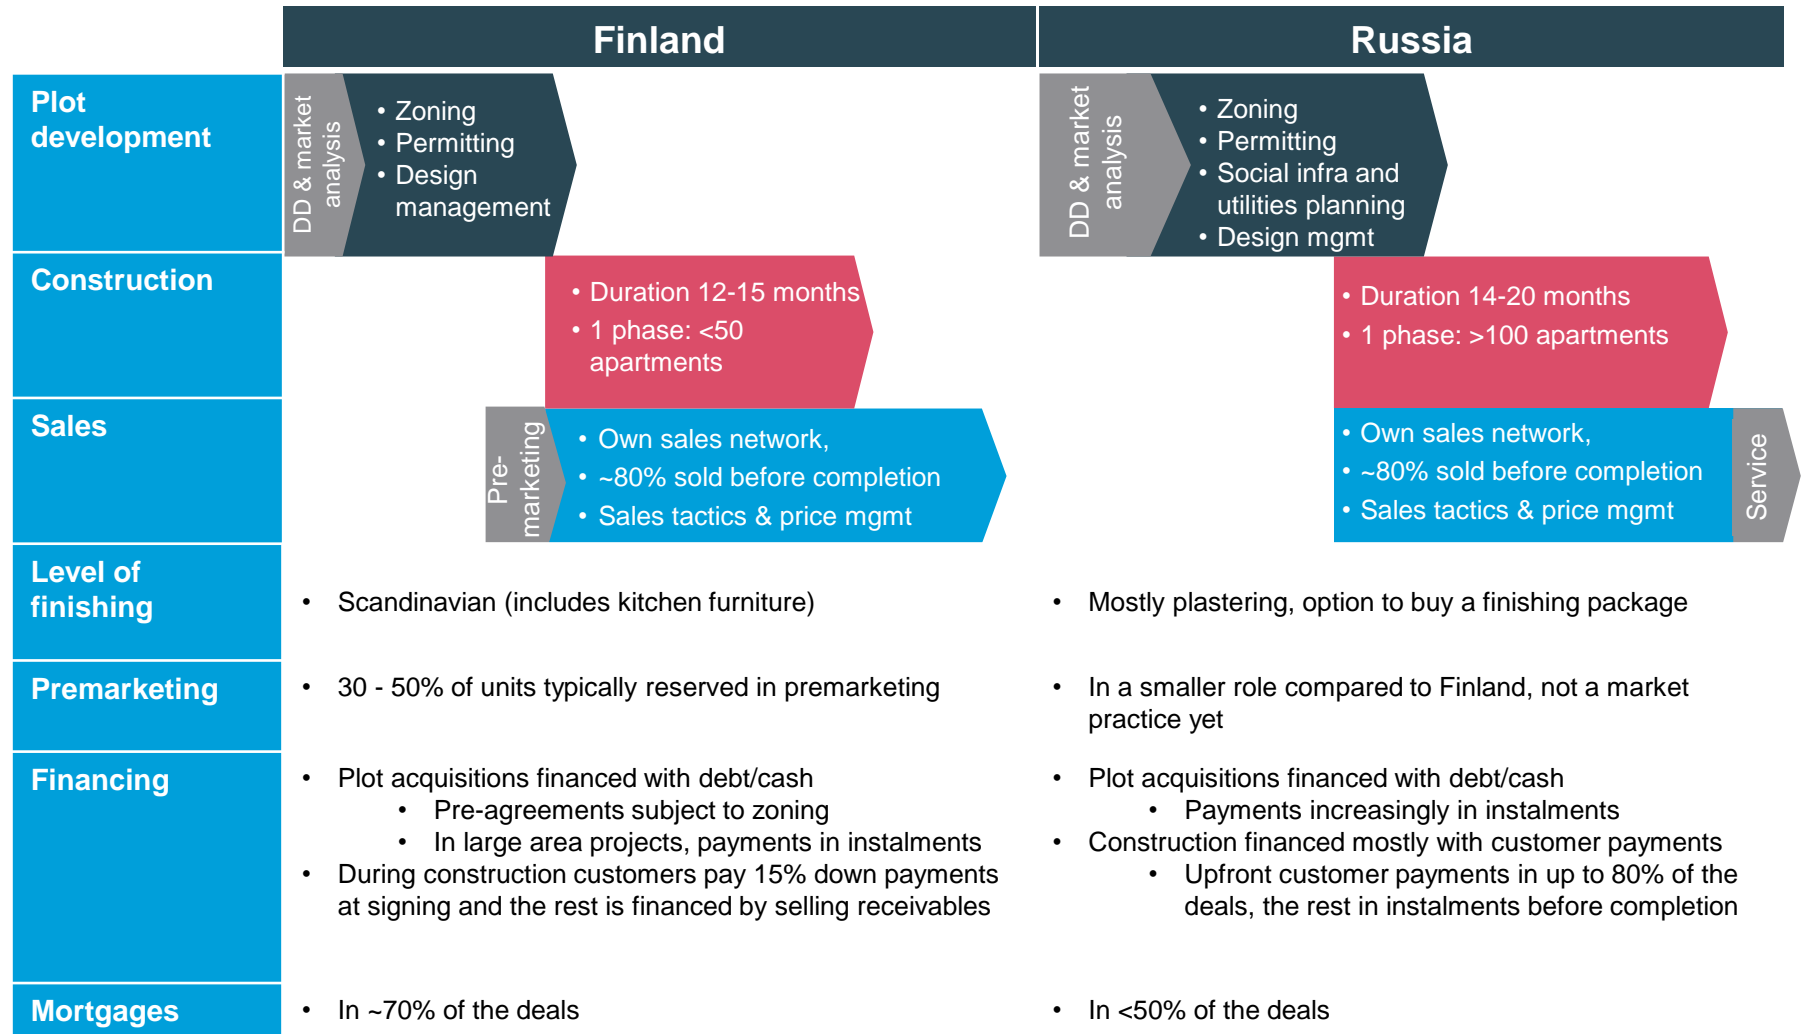 Finland
Russia
Plot
development
DD & market
analysis
• Zoning
• Permitting
• Design
management
DD & market
analysis
• Zoning
• Permitting
• Social infra and
utilities planning
• Design mgmt
Construction
• Duration 12-15 months
• 1 phase: <50
apartments
• Duration 14-20 months
• 1 phase: >100 apartments
Sales
Pre-
marketing
• Own sales network,
• ~80% sold before completion
• Sales tactics & price mgmt
• Own sales network,
• ~80% sold before completion
• Sales tactics & price mgmt
Service
Level of
finishing
• Scandinavian (includes kitchen furniture)
• Mostly plastering, option to buy a finishing package
Premarketing
• 30 - 50% of units typically reserved in premarketing
• In a smaller role compared to Finland, not a market
practice yet
Financing
• Plot acquisitions financed with debt/cash
• Pre-agreements subject to zoning
• In large area projects, payments in instalments
• During construction customers pay 15% down payments
at signing and the rest is financed by selling receivables
• Plot acquisitions financed with debt/cash
• Payments increasingly in instalments
• Construction financed mostly with customer payments
• Upfront customer payments in up to 80% of the
deals, the rest in instalments before completion
Mortgages
• In ~70% of the deals
• In <50% of the deals